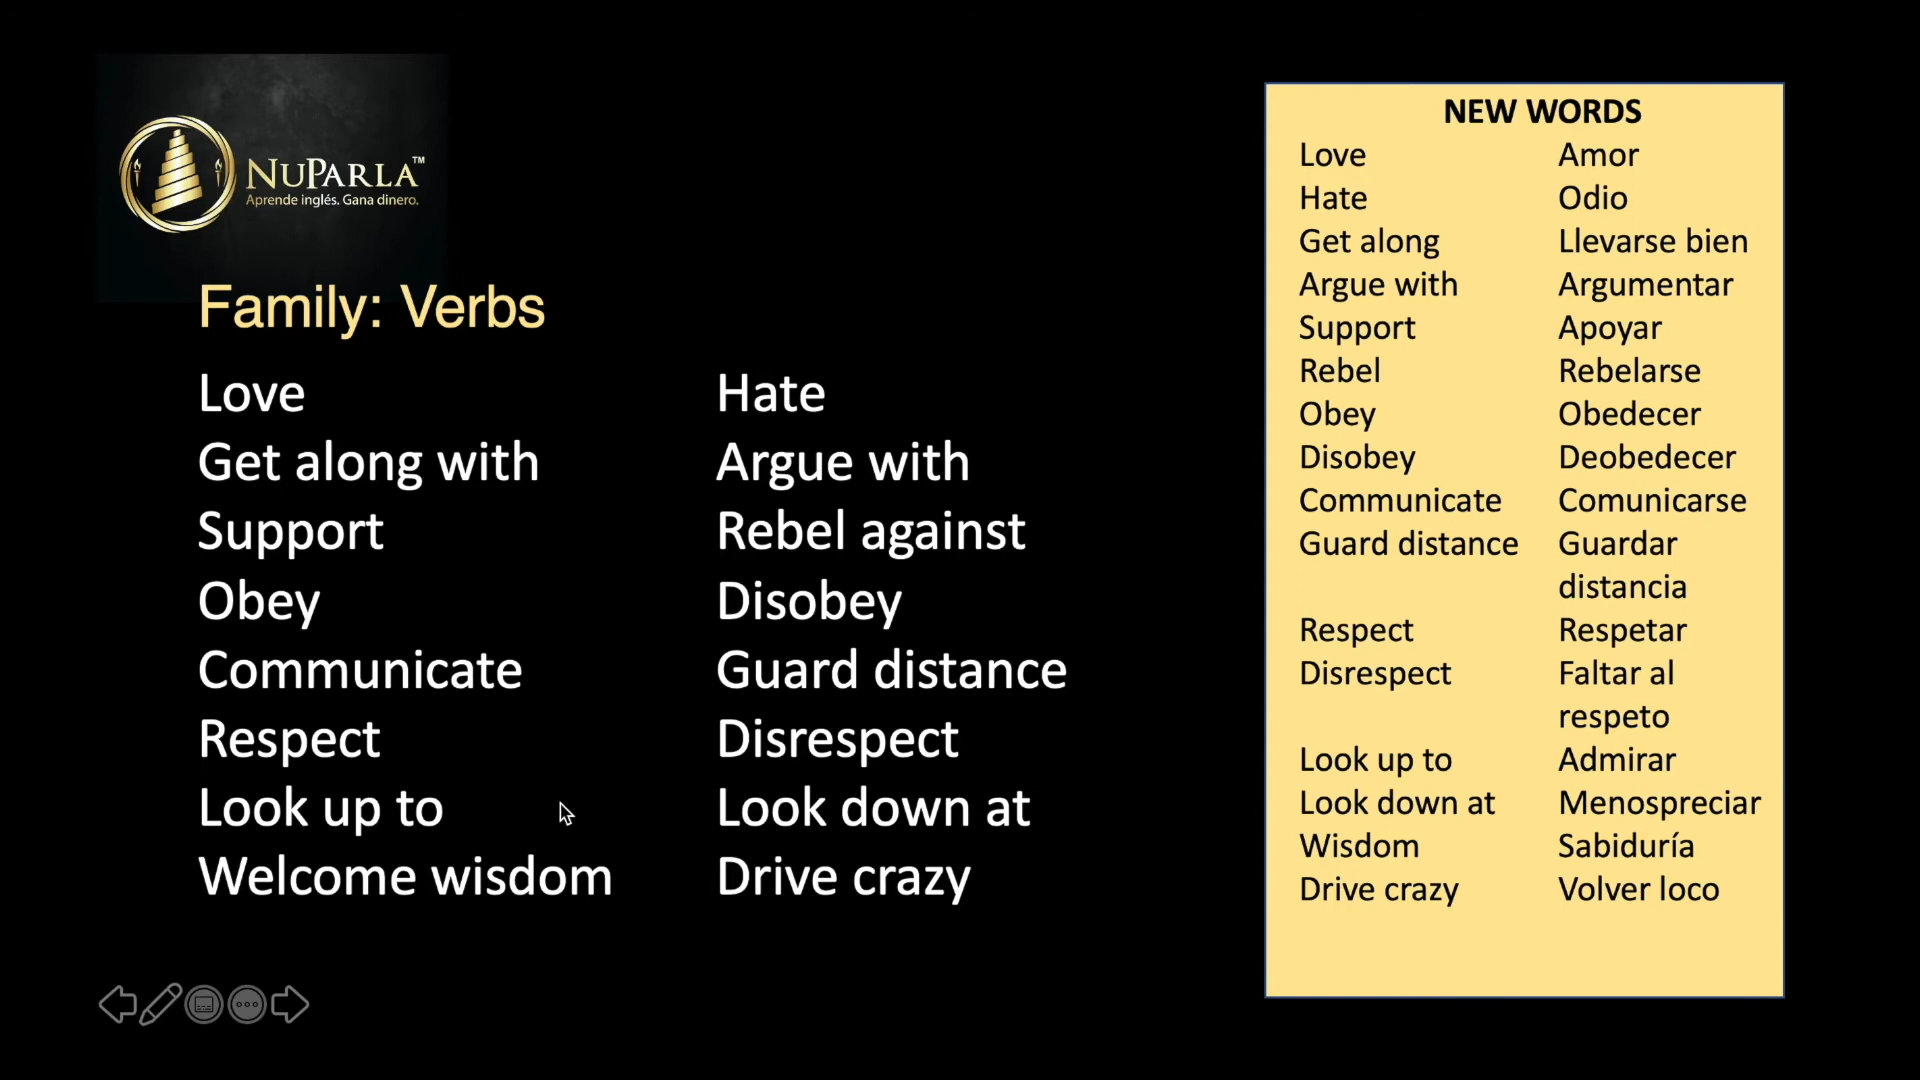 NUPARLA™
Aprende inglés. Gana dinero.
Family: Verbs
Love Hate
Get along with Argue with
Support Rebel against
Obey Disobey
Communicate Guard distance
Respect Disrespect
Look up to Look down at
Welcome wisdom Drive crazy
NEW WORDS
Love Amor
Hate Odio
Get along Llevarse bien
Argue with Argumentar
Support Apoyar
Rebel Rebelarse
Obey Obedecer
Disobey Deobedecer
Communicate Comunicarse
Guard distance Guardar
distancia
Respect Respetar
Disrespect Faltar al
respeto
Look up to Admirar
Look down at Menospreciar
Wisdom Sabiduría
Drive crazy Volver loco